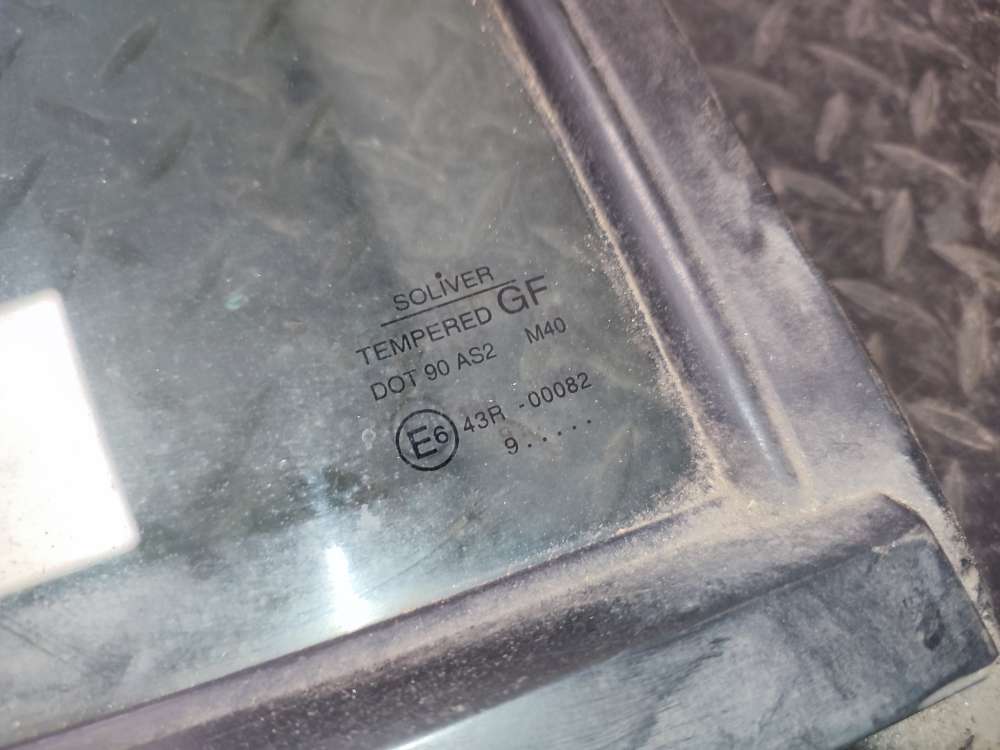 SOLIVER
TEMPERED GF
DOT 90 AS2 M40
E6 43R -00082
9.....